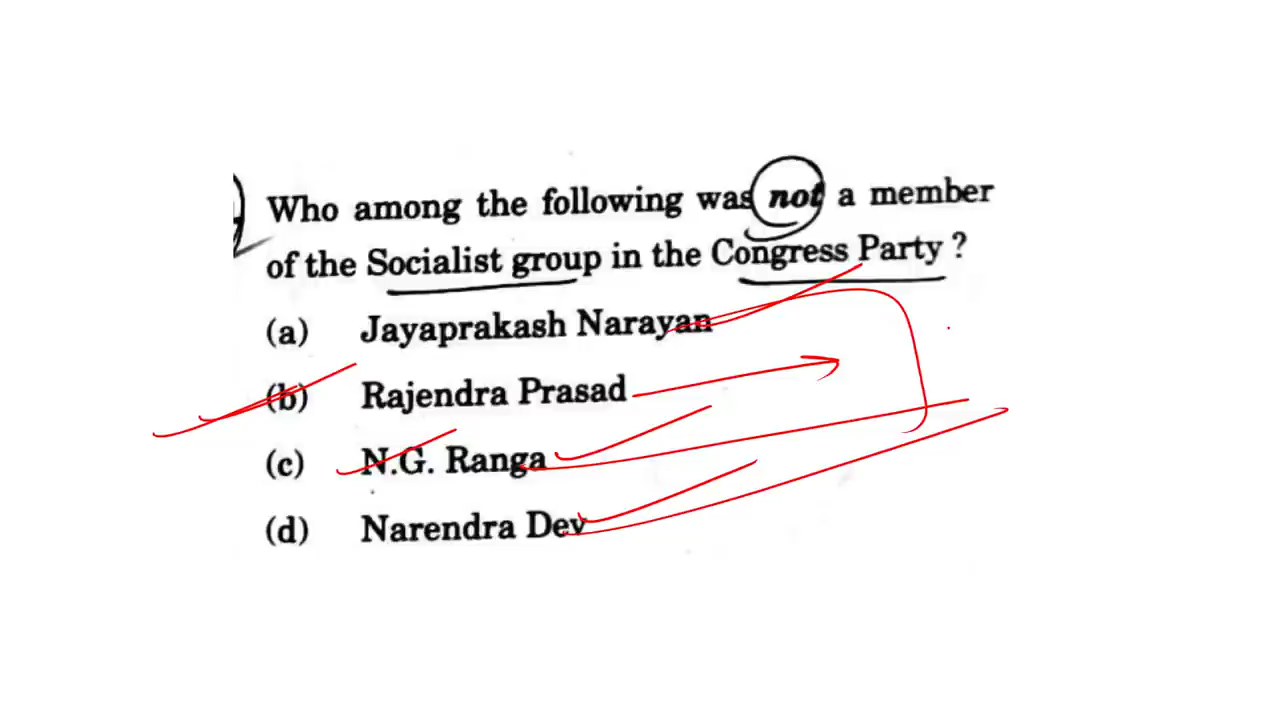 Who among the following was not a member
of the Socialist group in the Congress Party ?
(a) Jayaprakash Narayan
(b) Rajendra Prasad
(c) N.G. Ranga
(d) Narendra Dev